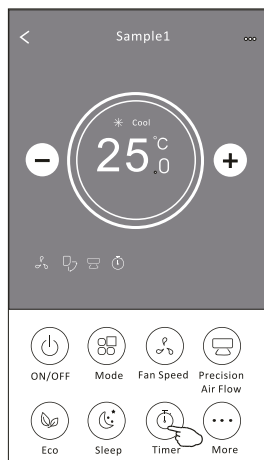 Sample1
Cool
25.0°C
ON/OFF
Mode
Fan Speed
Precision
Air Flow
Eco
Sleep
Timer
More